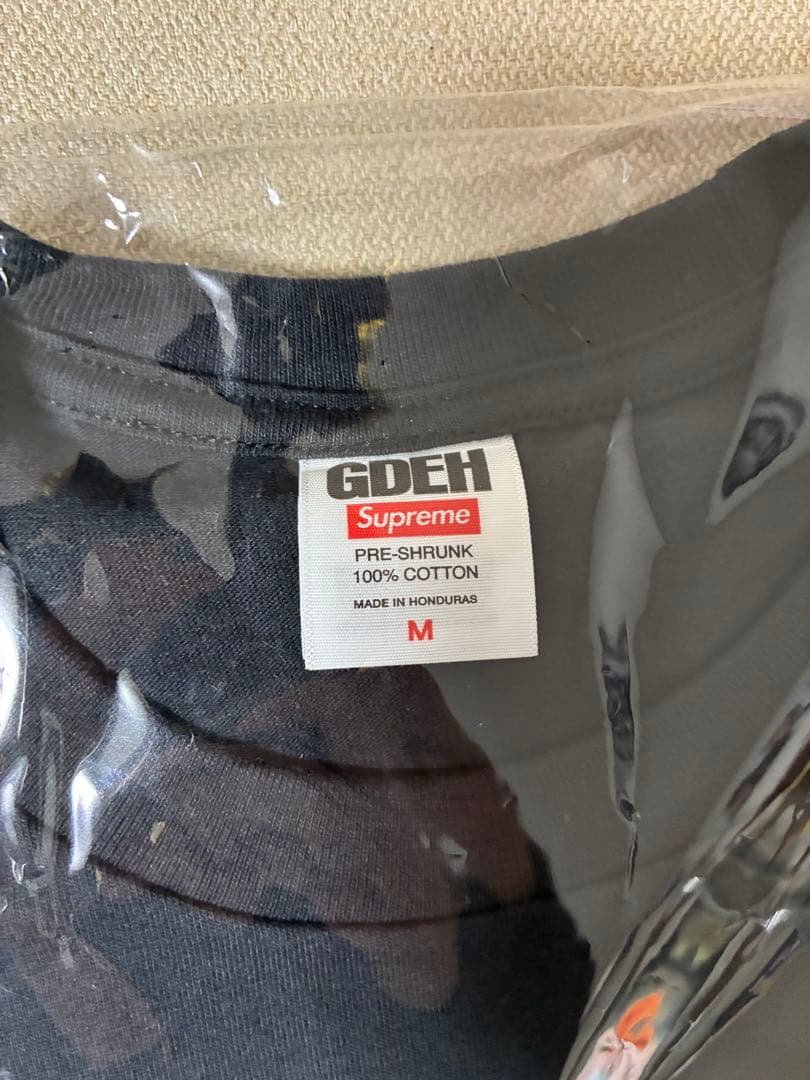 GDEH
Supreme
PRE-SHRUNK
100% COTTON
MADE IN HONDURAS
M